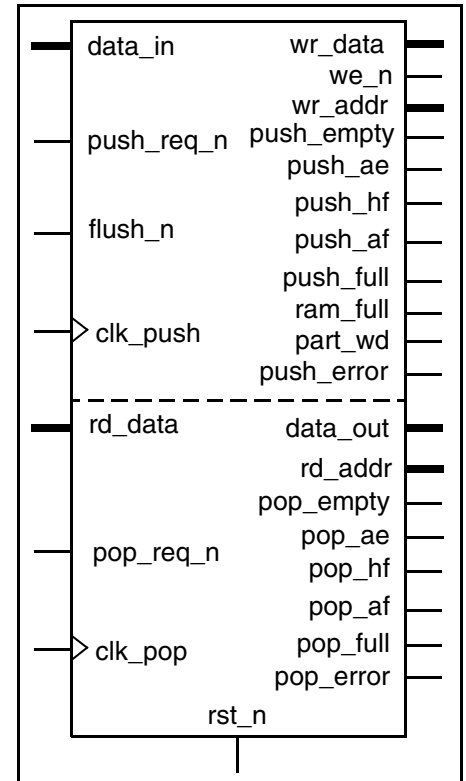 data_in
wr_data
we_n
wr_addr
push_req_n
push_empty
push_ae
push_hf
flush_n
push_af
push_full
ram_full
clk_push
part_wd
push_error
rd_data
data_out
rd_addr
pop_empty
pop_req_n
pop_ae
pop_hf
pop_af
clk_pop
pop_full
pop_error
rst_n